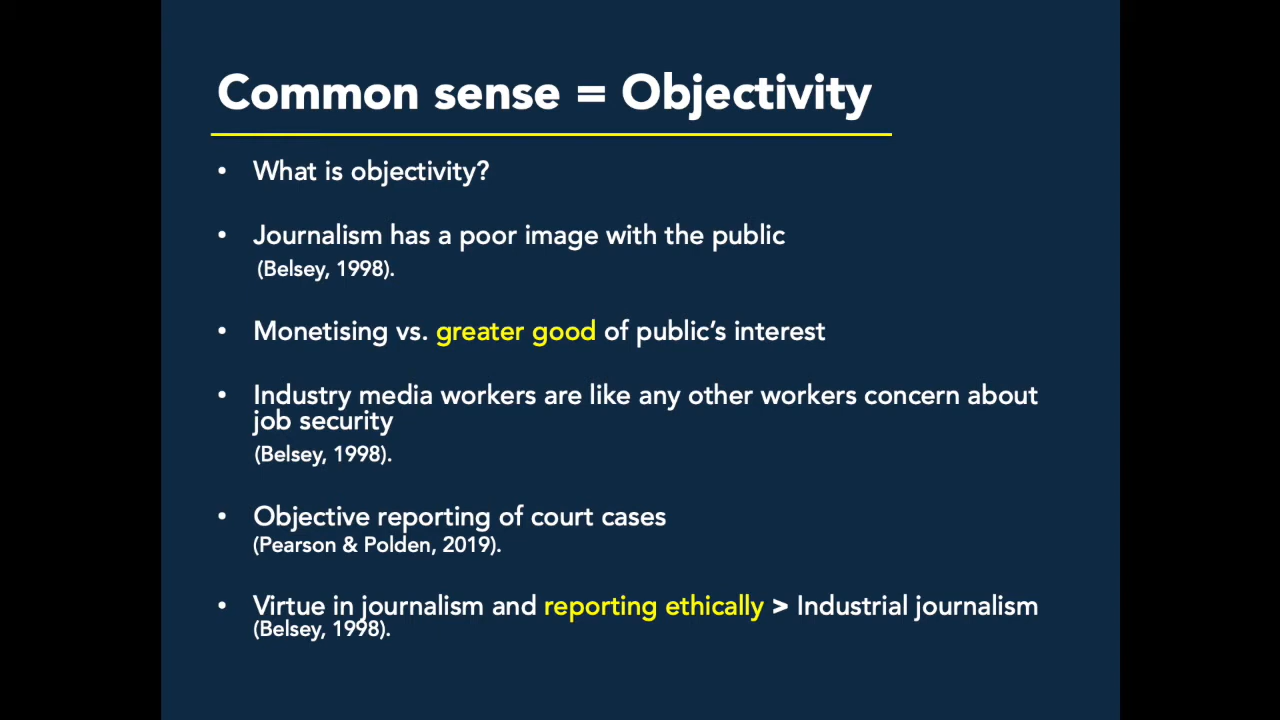 Common sense = Objectivity
• What is objectivity?
• Journalism has a poor image with the public
(Belsey, 1998).
• Monetising vs. greater good of public’s interest
• Industry media workers are like any other workers concern about
job security
(Belsey, 1998).
• Objective reporting of court cases
(Pearson & Polden, 2019).
• Virtue in journalism and reporting ethically > Industrial journalism
(Belsey, 1998).